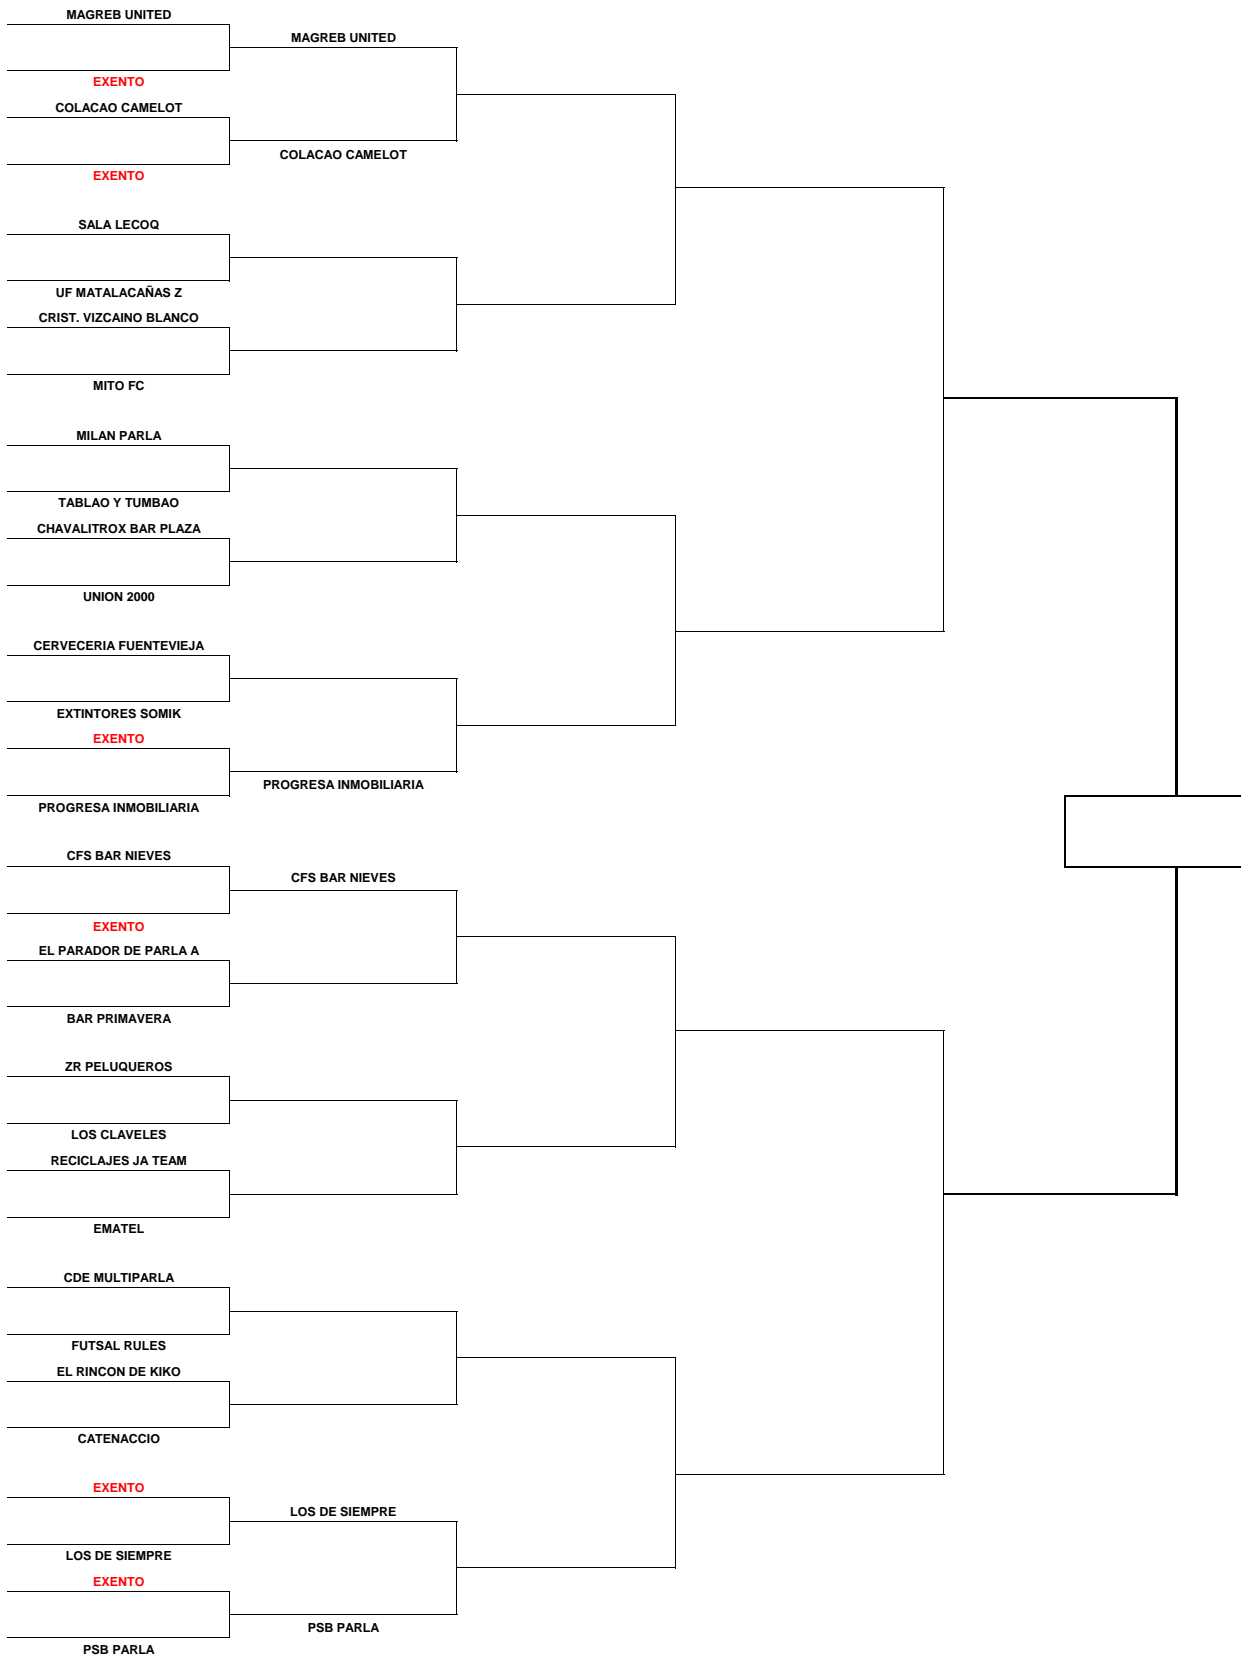 MAGREB UNITED
MAGREB UNITED
EXENTO
COLACAO CAMELOT
COLACAO CAMELOT
EXENTO
SALA LECOQ
UF MATALACAÑAS Z
CRIST. VIZCAINO BLANCO
MITO FC
MILAN PARLA
TABLAO Y TUMBAO
CHAVALITROX BAR PLAZA
UNION 2000
CERVECERIA FUENTEVIEJA
EXTINTORES SOMIK
EXENTO
PROGRESA INMOBILIARIA
PROGRESA INMOBILIARIA
CFS BAR NIEVES
CFS BAR NIEVES
EXENTO
EL PARADOR DE PARLA A
BAR PRIMAVERA
ZR PELUQUEROS
LOS CLAVELES
RECICLAJES JA TEAM
EMATEL
CDE MULTIPARLA
FUTSAL RULES
EL RINCON DE KIKO
CATENACCIO
EXENTO
LOS DE SIEMPRE
LOS DE SIEMPRE
EXENTO
PSB PARLA
PSB PARLA